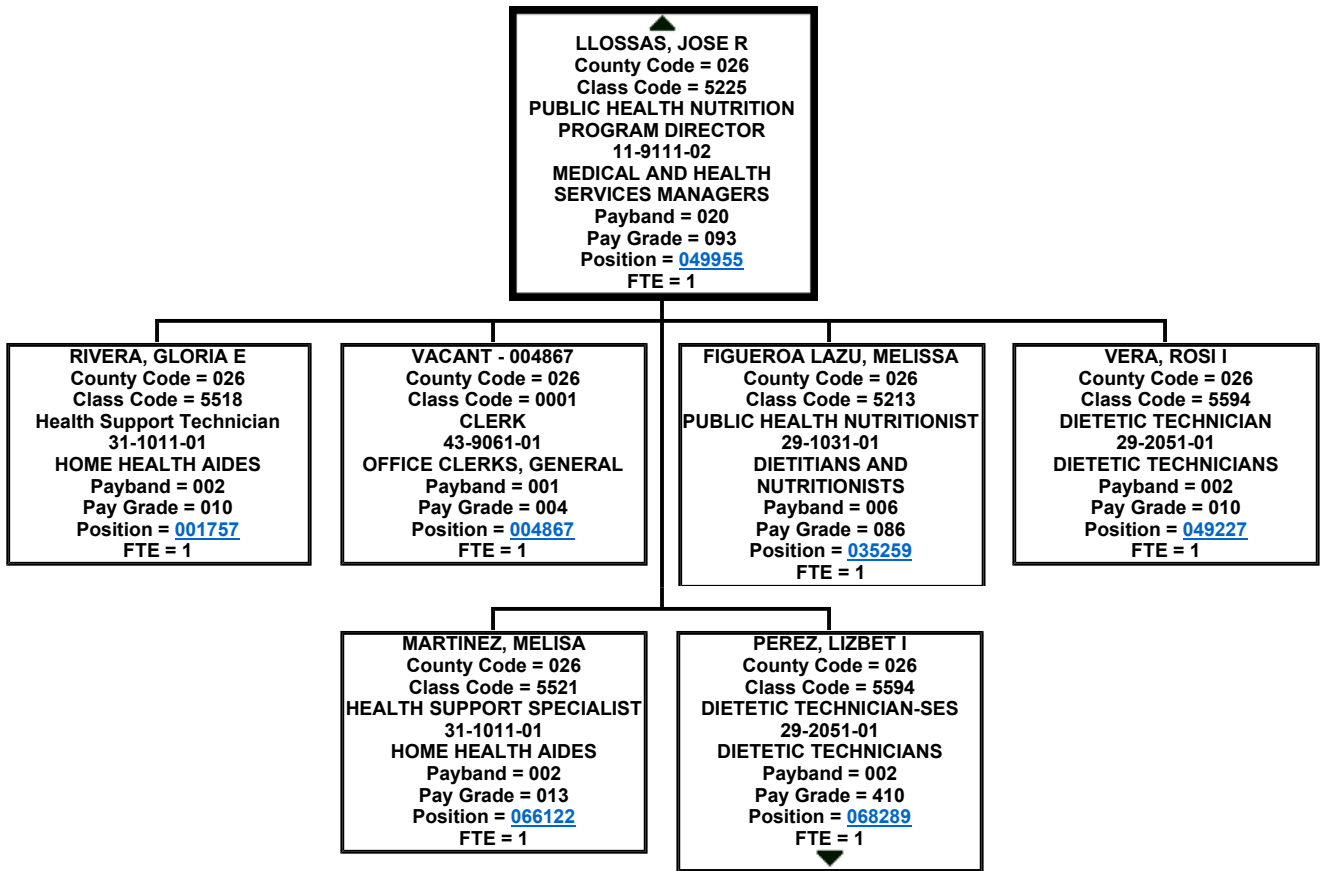 LLOSSAS, JOSE R
County Code = 026
Class Code = 5225
PUBLIC HEALTH NUTRITION
PROGRAM DIRECTOR
11-9111-02
MEDICAL AND HEALTH
SERVICES MANAGERS
Payband = 020
Pay Grade = 093
Position = 049955
FTE = 1
RIVERA, GLORIA E
County Code = 026
Class Code = 5518
Health Support Technician
31-1011-01
HOME HEALTH AIDES
Payband = 002
Pay Grade = 010
Position = 001757
FTE = 1
VACANT - 004867
County Code = 026
Class Code = 0001
CLERK
43-9061-01
OFFICE CLERKS, GENERAL
Payband = 001
Pay Grade = 004
Position = 004867
FTE = 1
FIGUEROA LAZU, MELISSA
County Code = 026
Class Code = 5213
PUBLIC HEALTH NUTRITIONIST
29-1031-01
DIETITIANS AND
NUTRITIONISTS
Payband = 006
Pay Grade = 086
Position = 035259
FTE = 1
VERA, ROSI I
County Code = 026
Class Code = 5594
DIETETIC TECHNICIAN
29-2051-01
DIETETIC TECHNICIANS
Payband = 002
Pay Grade = 010
Position = 049227
FTE = 1
MARTINEZ, MELISA
County Code = 026
Class Code = 5521
HEALTH SUPPORT SPECIALIST
31-1011-01
HOME HEALTH AIDES
Payband = 002
Pay Grade = 013
Position = 066122
FTE = 1
PEREZ, LIZBET I
County Code = 026
Class Code = 5594
DIETETIC TECHNICIAN-SES
29-2051-01
DIETETIC TECHNICIANS
Payband = 002
Pay Grade = 410
Position = 068289
FTE = 1